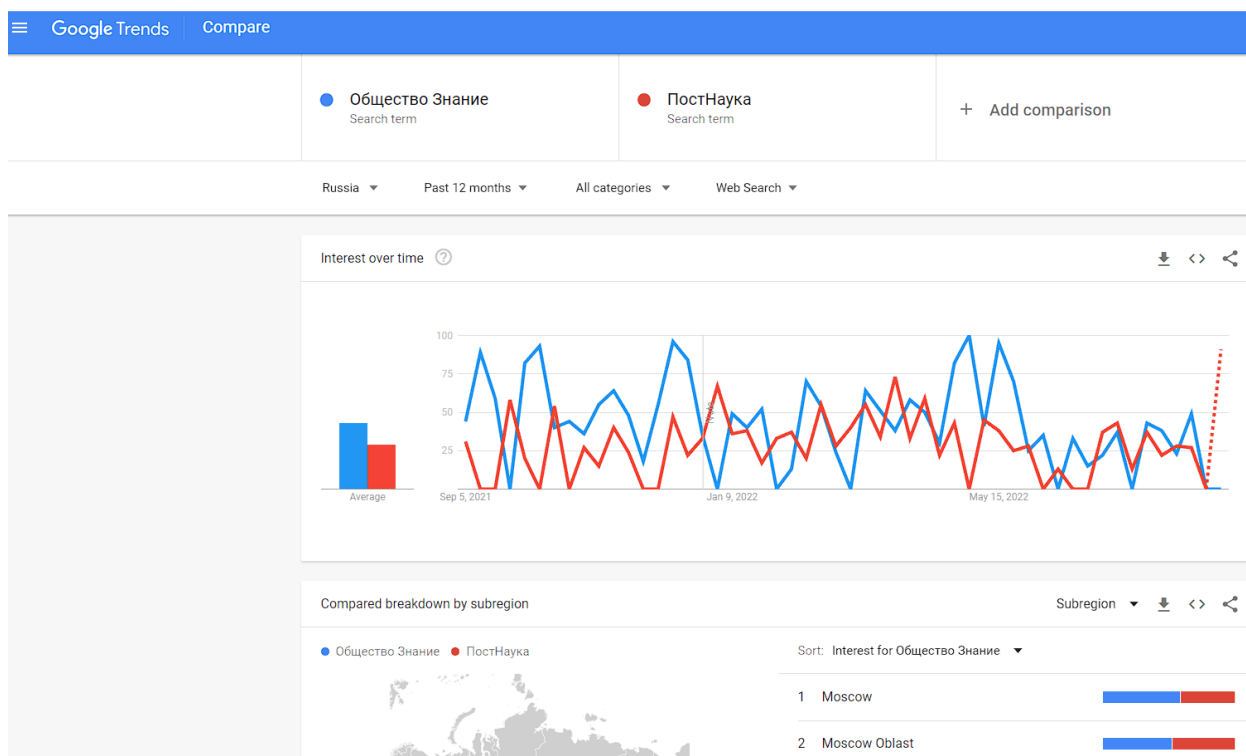 Google Trends Compare
Общество Знание
Search term
ПостНаука
Search term
+ Add comparison
Russia Past 12 months All categories Web Search
Interest over time ?
100
75
50
25
Average
Sep 5, 2021 Jan 9, 2022 May 15, 2022
Note
Compared breakdown by subregion Subregion
Общество Знание ПостНаука
Sort: Interest for Общество Знание
1 Moscow
2 Moscow Oblast